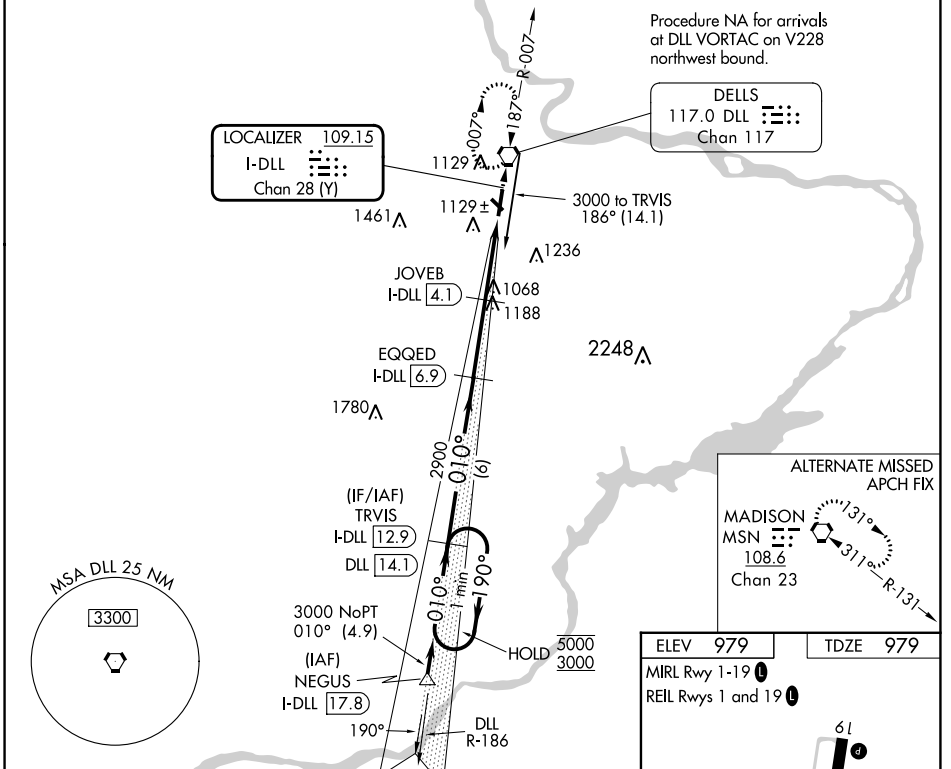 Procedure NA for arrivals
at DLL VORTAC on V228
northwest bound.
R-007
187°
007°
DELLS
117.0 DLL
Chan 117
LOCALIZER 109.15
I-DLL
Chan 28 (Y)
1129
1129 ±
1461
3000 to TRVIS
186° (14.1)
1236
JOVEB
I-DLL 4.1
1068
1188
EQQED
I-DLL 6.9
2248
1780
2900
010°
(6)
(IF/IAF)
TRVIS
I-DLL 12.9
DLL 14.1
010°
1 min
190°
ALTERNATE MISSED
APCH FIX
MADISON
MSN
108.6
Chan 23
131°
311°
R-131
MSA DLL 25 NM
3300
3000 NoPT
010° (4.9)
(IAF)
NEGUS
I-DLL 17.8
HOLD
5000
3000
190°
DLL
R-186
ELEV 979
TDZE 979
MIRL Rwy 1-19 L
REIL Rwys 1 and 19 L
19
P